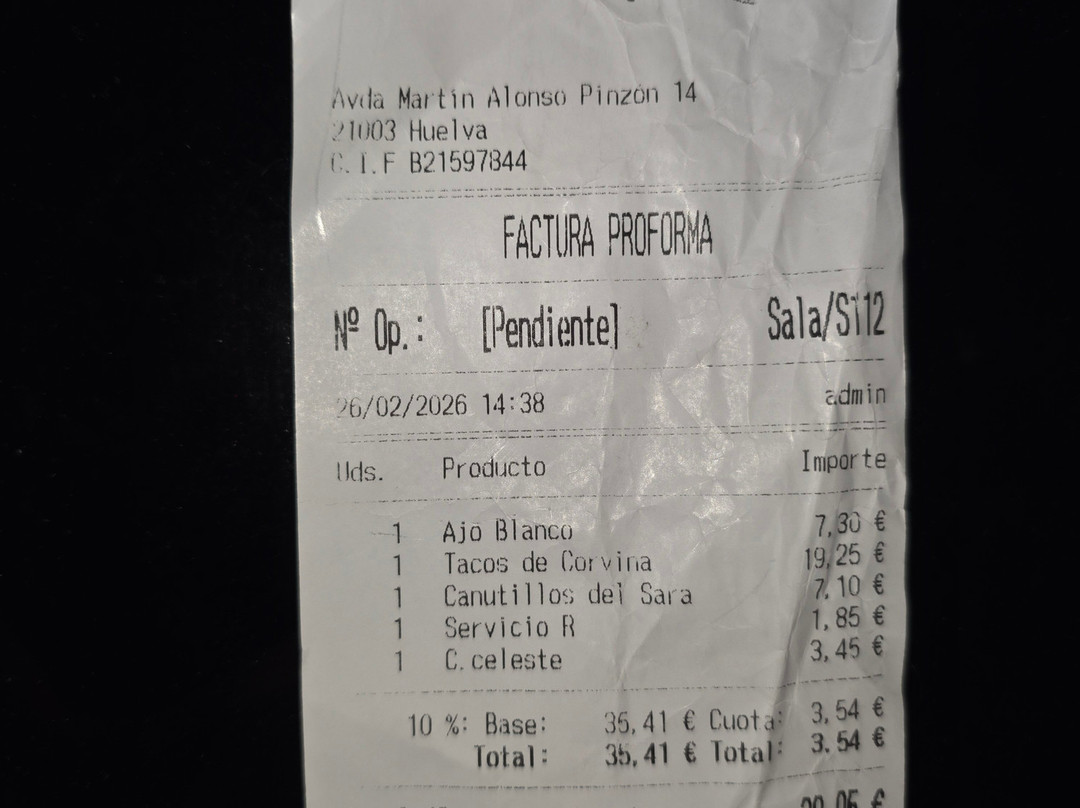 Avda Martín Alonso Pinzón 14
21003 Huelva
C.I.F B21597844
FACTURA PROFORMA
Nº Op.: [Pendiente] Sala/ST12
26/02/2026 14:38 admin
Uds. Producto Importe
1 Ajo Blanco 7,30 €
1 Tacos de Corvina 19,25 €
1 Canutillos del Sara 7,10 €
1 Servicio R 1,85 €
1 C.celeste 3,45 €
10 %: Base: 35,41 € Cuota: 3,54 €
Total: 35,41 € Total: 3,54 €